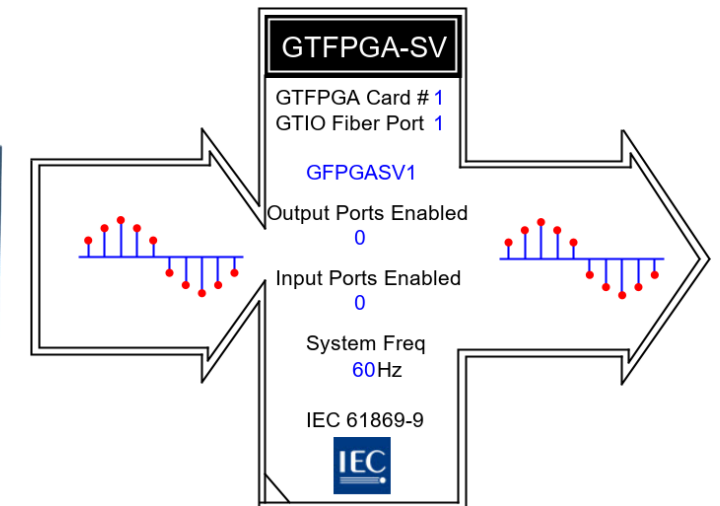 GTFPGA-SV
GTFPGA Card # 1
GTIO Fiber Port 1
GFPGASV1
Output Ports Enabled
0
Input Ports Enabled
0
System Freq
60Hz
IEC 61869-9
IEC